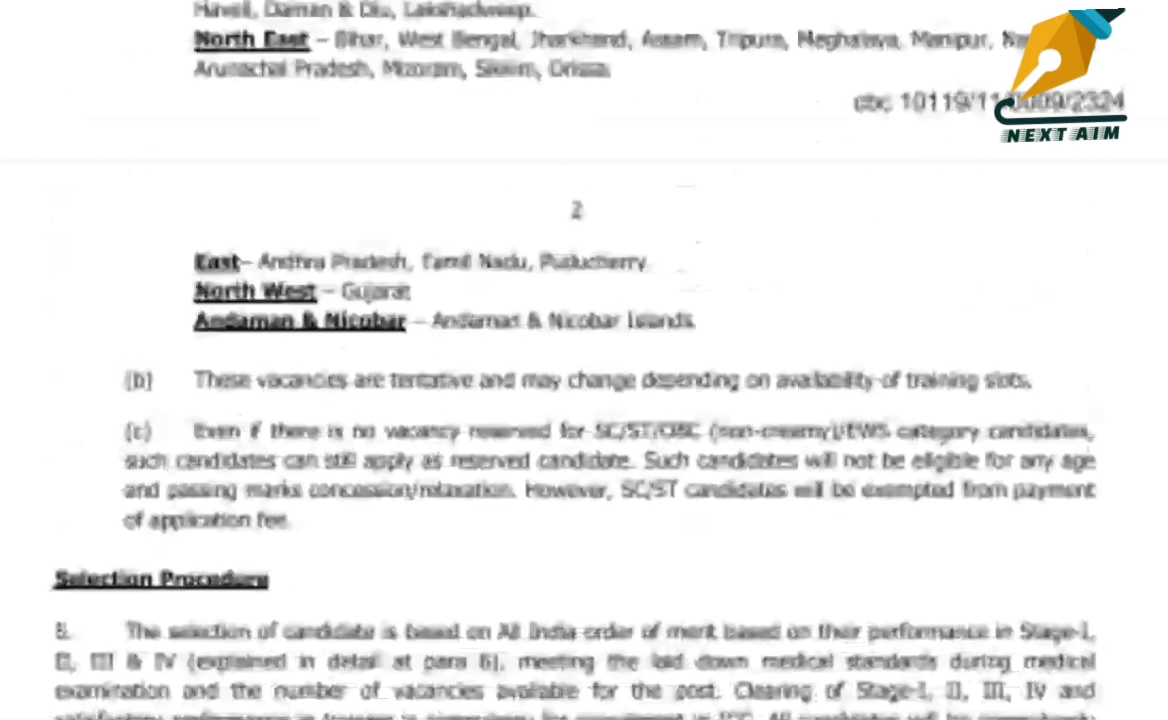 Haveli, Daman & Diu, Lakshadweep.
North East – Bihar, West Bengal, Jharkhand, Assam, Tripura, Meghalaya, Manipur,
Arunachal Pradesh, Mizoram, Sikkim, Orissa.
cbc 10119/11/0009/2324
NEXT AIM
2
East– Andhra Pradesh, Tamil Nadu, Puducherry.
North West – Gujarat
Andaman & Nicobar – Andaman & Nicobar Islands.
(b) These vacancies are tentative and may change depending on availability of training slots.
(c) Even if there is no vacancy reserved for SC/ST/OBC (non-creamy)/EWS category candidates,
such candidates can still apply as reserved candidate. Such candidates will not be eligible for any age
and passing marks concession/relaxation. However, SC/ST candidates will be exempted from payment
of application fee.
Selection Procedure
5. The selection of candidate is based on All India order of merit based on their performance in Stage-I,
II, III & IV (explained in detail at para 6), meeting the laid down medical standards during medical
examination and the number of vacancies available for the post. Clearing of Stage-I, II, III, IV and